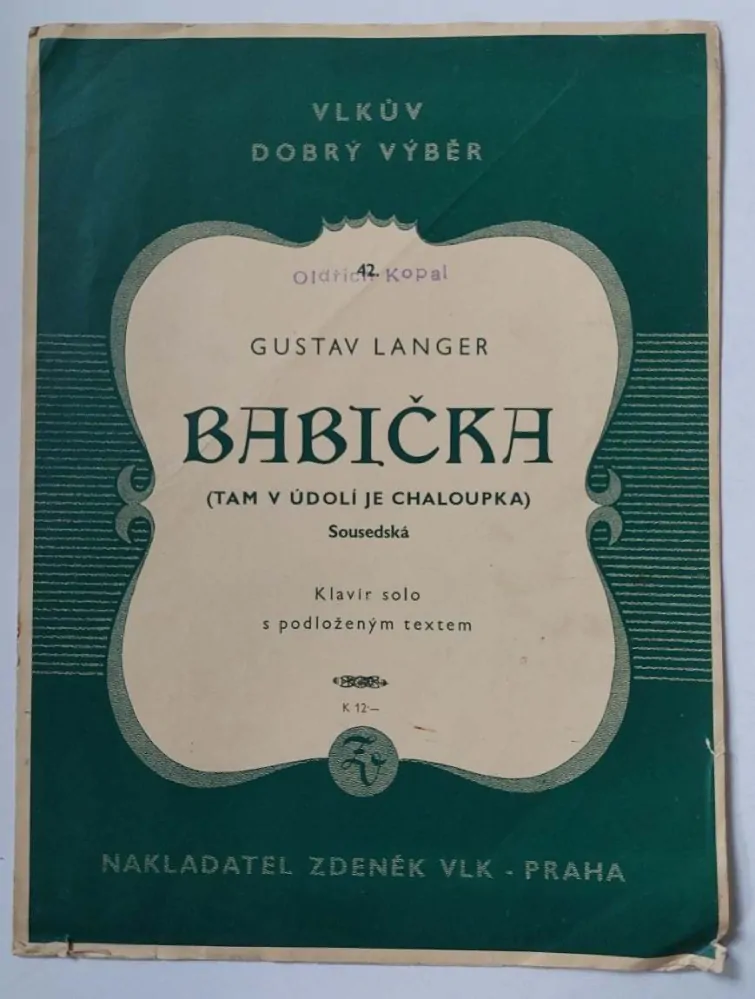 VLKŮV
DOBRÝ VÝBĚR
42.
Oldřich Kopal
GUSTAV LANGER
BABIČKA
(TAM V ÚDOLÍ JE CHALOUPKA)
Sousedská
Klavír solo
s podloženým textem
K 12·—
Zv
NAKLADATEL ZDENĚK VLK - PRAHA